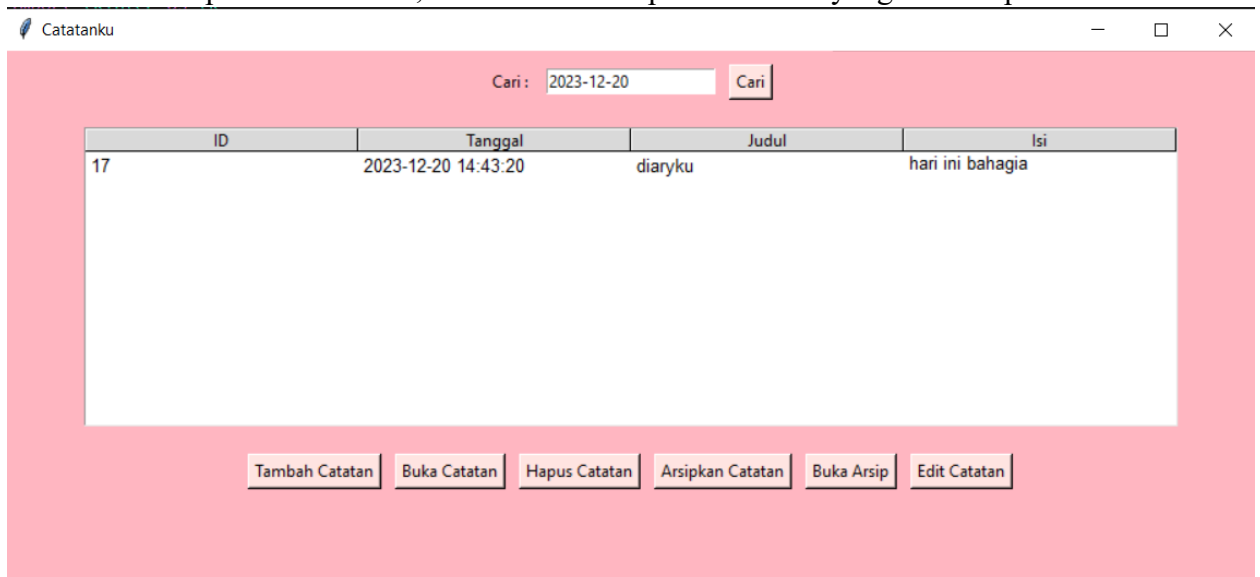 Catatanku
Cari : 2023-12-20 Cari
ID Tanggal Judul Isi
17 2023-12-20 14:43:20 diaryku hari ini bahagia
Tambah Catatan Buka Catatan Hapus Catatan Arsipkan Catatan Buka Arsip Edit Catatan